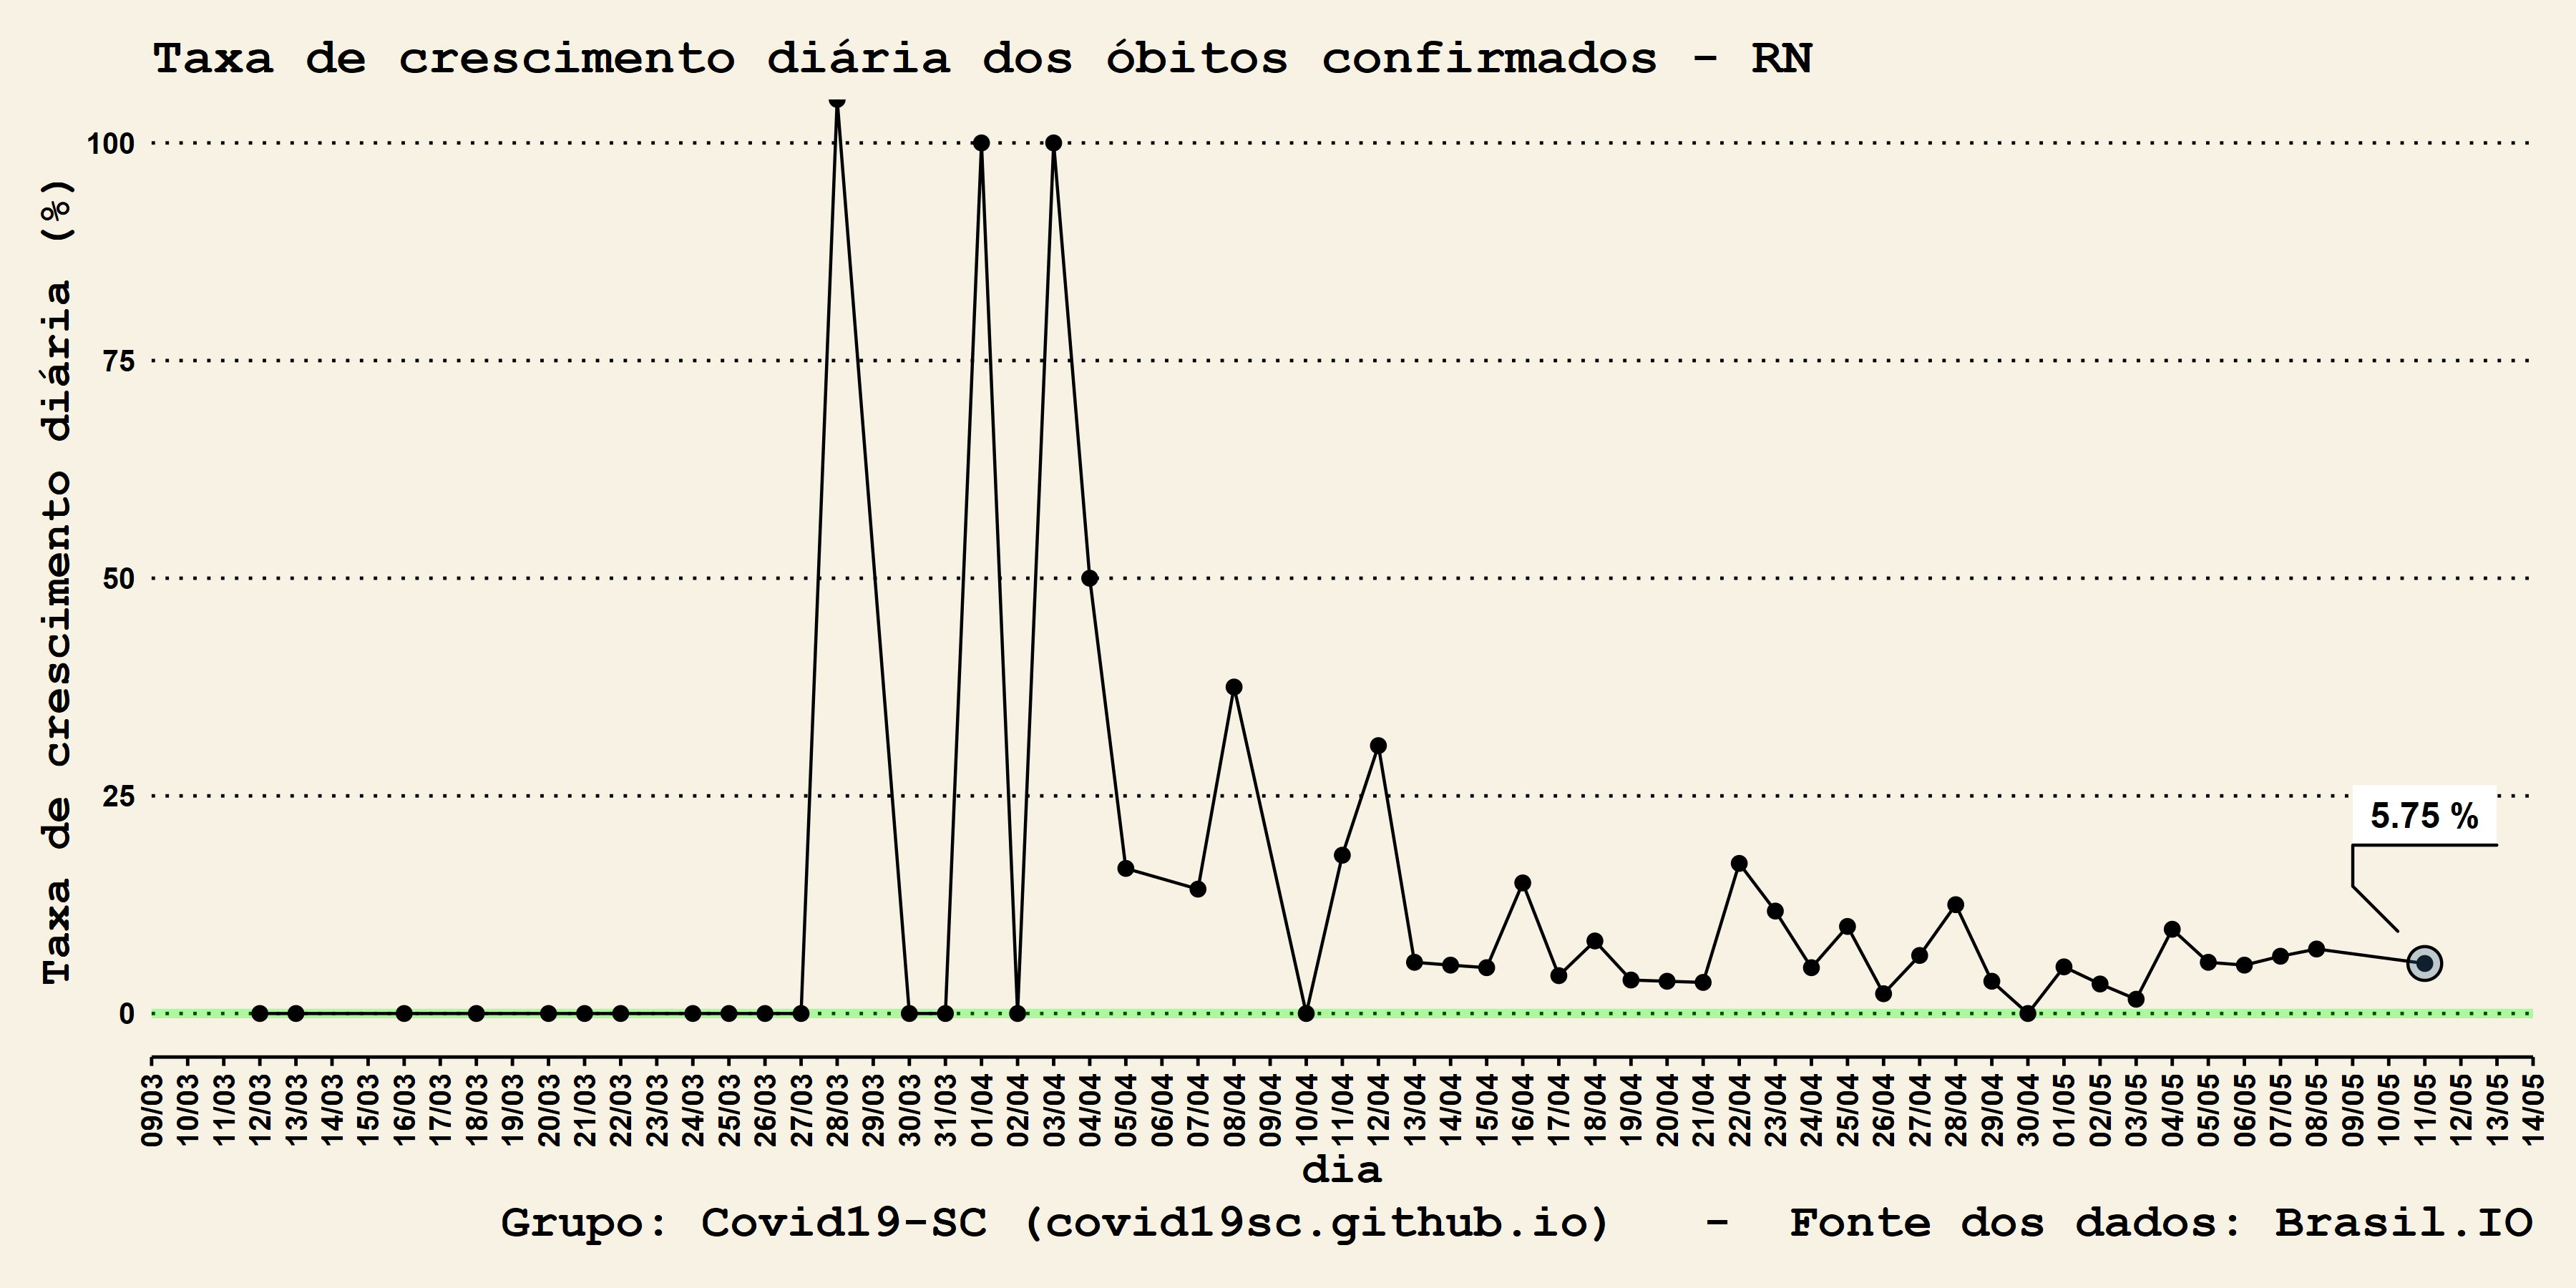 Taxa de crescimento diária dos óbitos confirmados - RN
Taxa de crescimento diária (%)
100
75
50
25
0
5.75 %
09/03 10/03 11/03 12/03 13/03 14/03 15/03 16/03 17/03 18/03 19/03 20/03 21/03 22/03 23/03 24/03 25/03 26/03 27/03 28/03 29/03 30/03 31/03 01/04 02/04 03/04 04/04 05/04 06/04 07/04 08/04 09/04 10/04 11/04 12/04 13/04 14/04 15/04 16/04 17/04 18/04 19/04 20/04 21/04 22/04 23/04 24/04 25/04 26/04 27/04 28/04 29/04 30/04 01/05 02/05 03/05 04/05 05/05 06/05 07/05 08/05 09/05 10/05 11/05 12/05 13/05 14/05
dia
Grupo: Covid19-SC (covid19sc.github.io)   -  Fonte dos dados: Brasil.IO